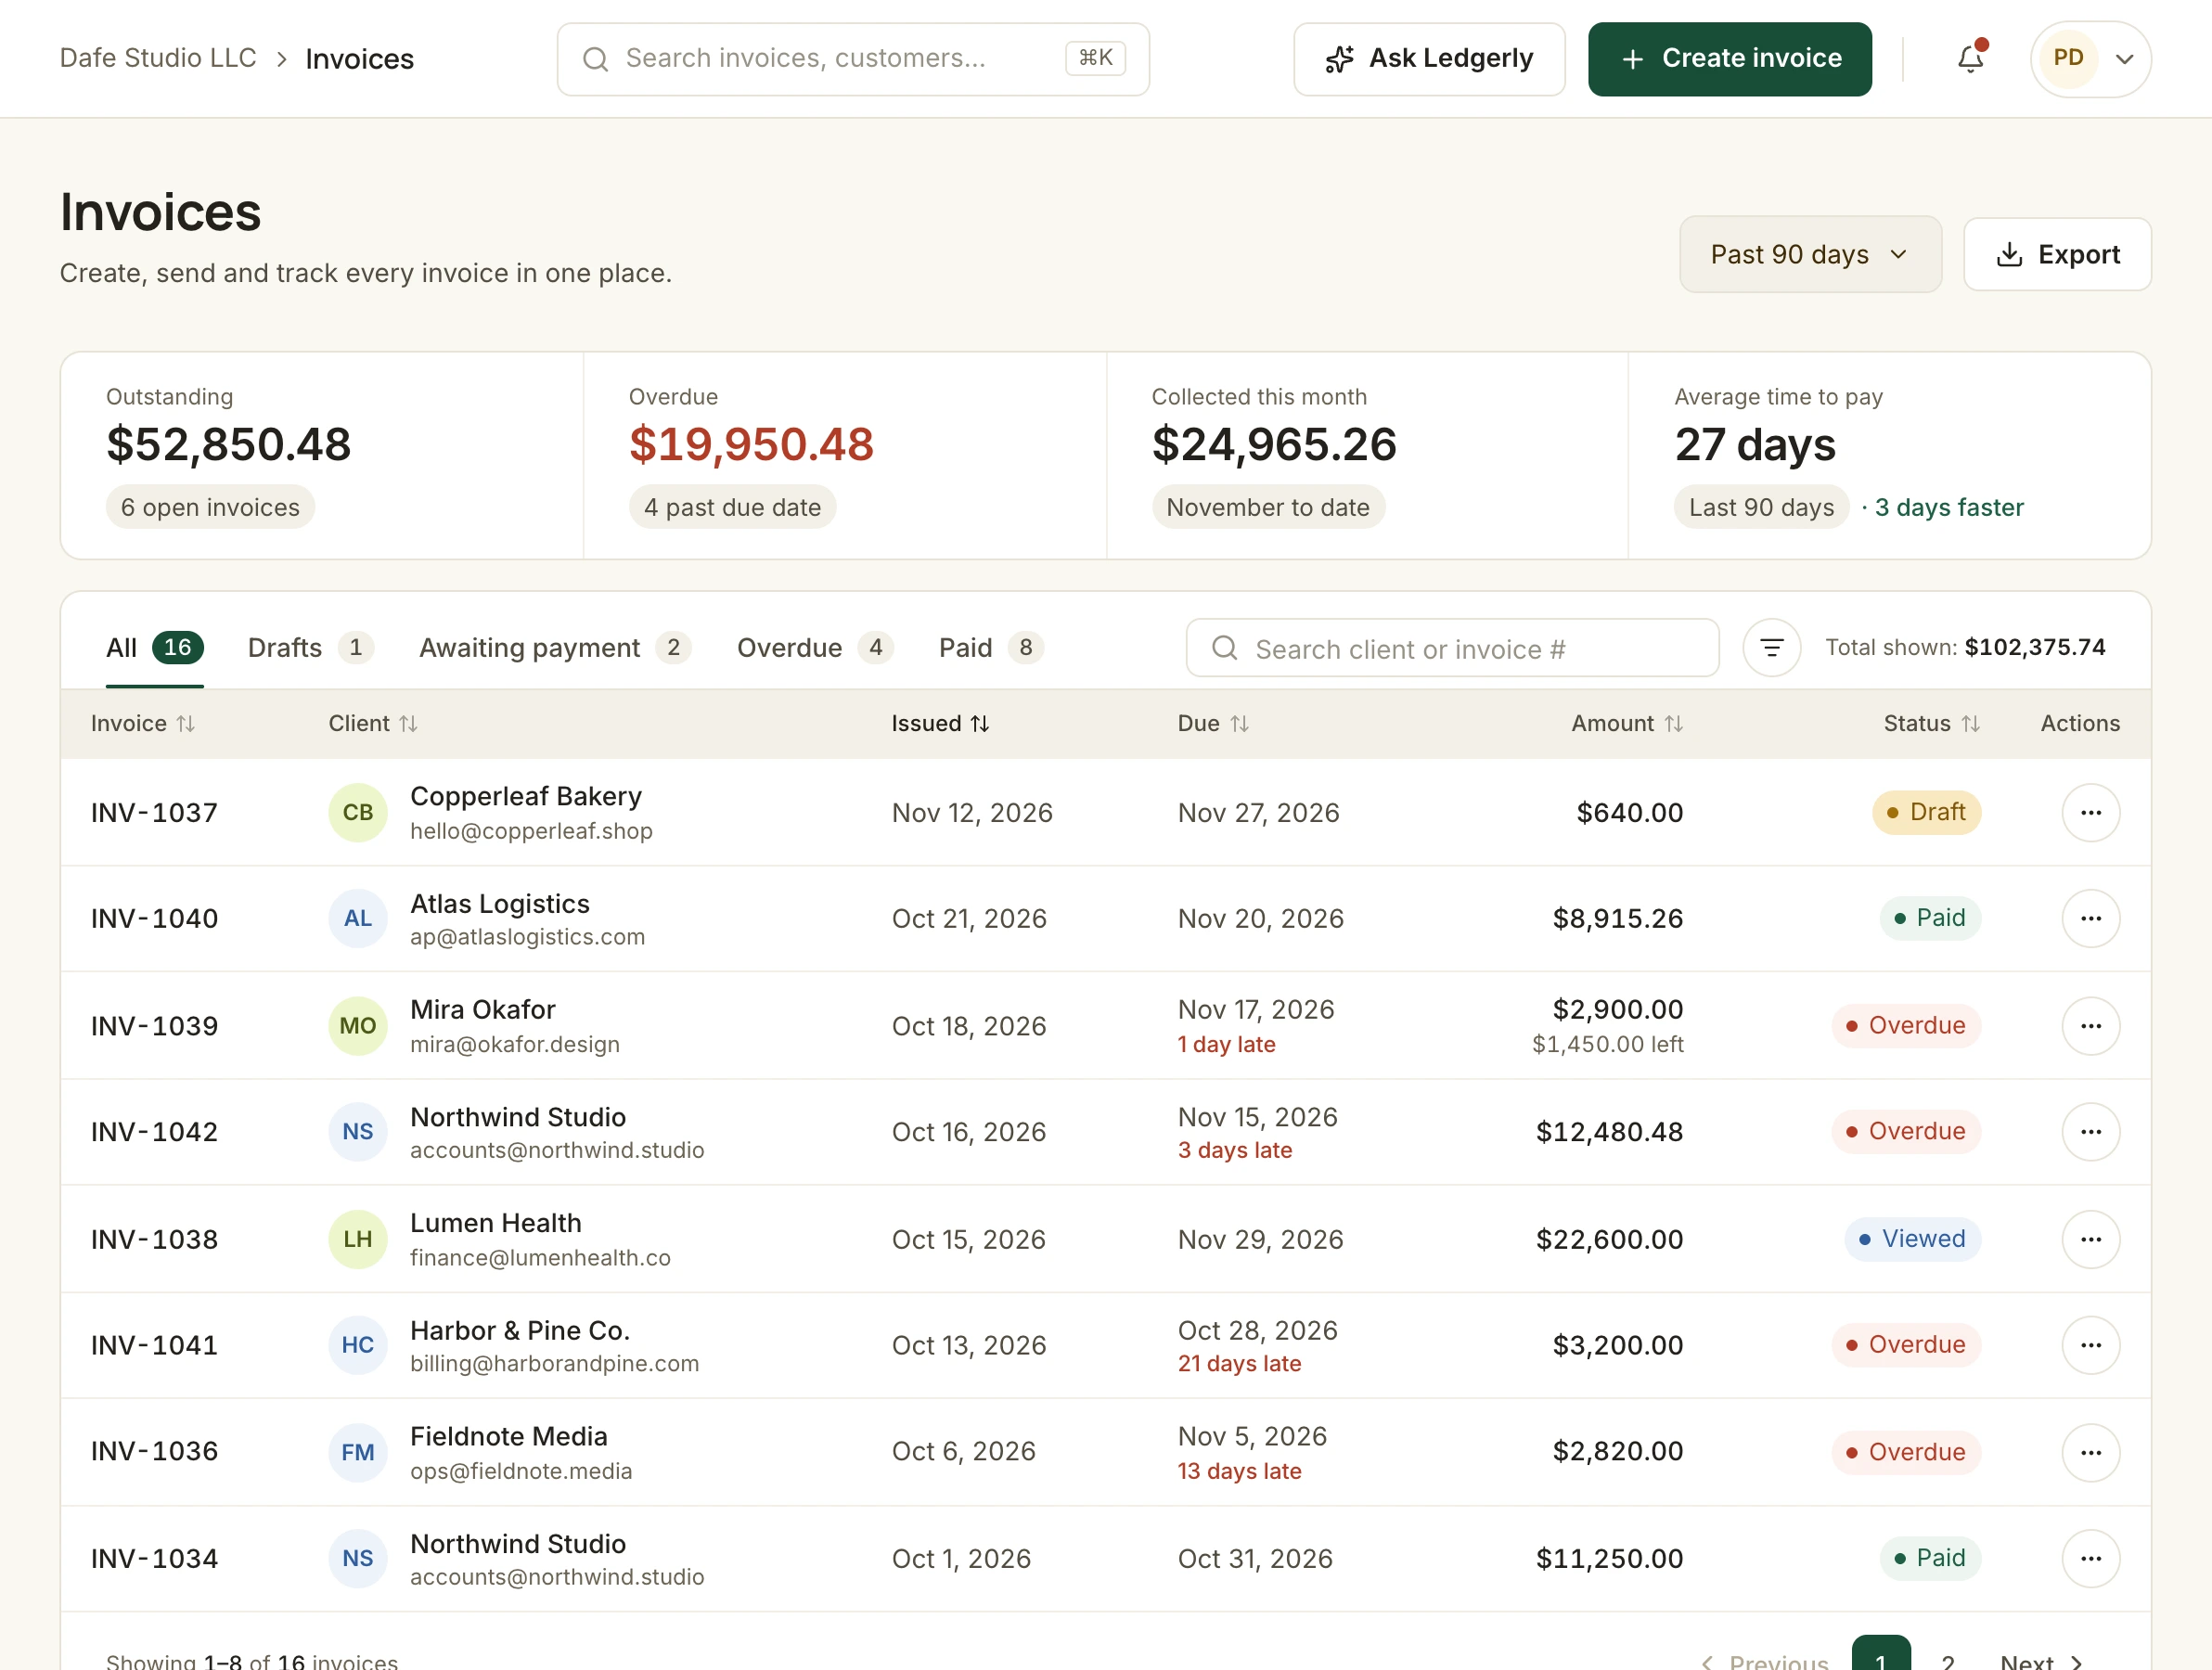 Dafe Studio LLC > Invoices
Search invoices, customers... ⌘K
Ask Ledgerly
+ Create invoice
PD
Invoices
Create, send and track every invoice in one place.
Past 90 days
Export
Outstanding
$52,850.48
6 open invoices
Overdue
$19,950.48
4 past due date
Collected this month
$24,965.26
November to date
Average time to pay
27 days
Last 90 days · 3 days faster
All 16 Drafts 1 Awaiting payment 2 Overdue 4 Paid 8
Search client or invoice #
Total shown: $102,375.74
Invoice Client Issued Due Amount Status Actions
INV-1037 CB Copperleaf Bakery Nov 12, 2026 Nov 27, 2026 $640.00 Draft
hello@copperleaf.shop
INV-1040 AL Atlas Logistics Oct 21, 2026 Nov 20, 2026 $8,915.26 Paid
ap@atlaslogistics.com
INV-1039 MO Mira Okafor Oct 18, 2026 Nov 17, 2026 $2,900.00 Overdue
mira@okafor.design 1 day late $1,450.00 left
INV-1042 NS Northwind Studio Oct 16, 2026 Nov 15, 2026 $12,480.48 Overdue
accounts@northwind.studio 3 days late
INV-1038 LH Lumen Health Oct 15, 2026 Nov 29, 2026 $22,600.00 Viewed
finance@lumenhealth.co
INV-1041 HC Harbor & Pine Co. Oct 13, 2026 Oct 28, 2026 $3,200.00 Overdue
billing@harborandpine.com 21 days late
INV-1036 FM Fieldnote Media Oct 6, 2026 Nov 5, 2026 $2,820.00 Overdue
ops@fieldnote.media 13 days late
INV-1034 NS Northwind Studio Oct 1, 2026 Oct 31, 2026 $11,250.00 Paid
accounts@northwind.studio
Showing 1–8 of 16 invoices
Previous 1 2 Next